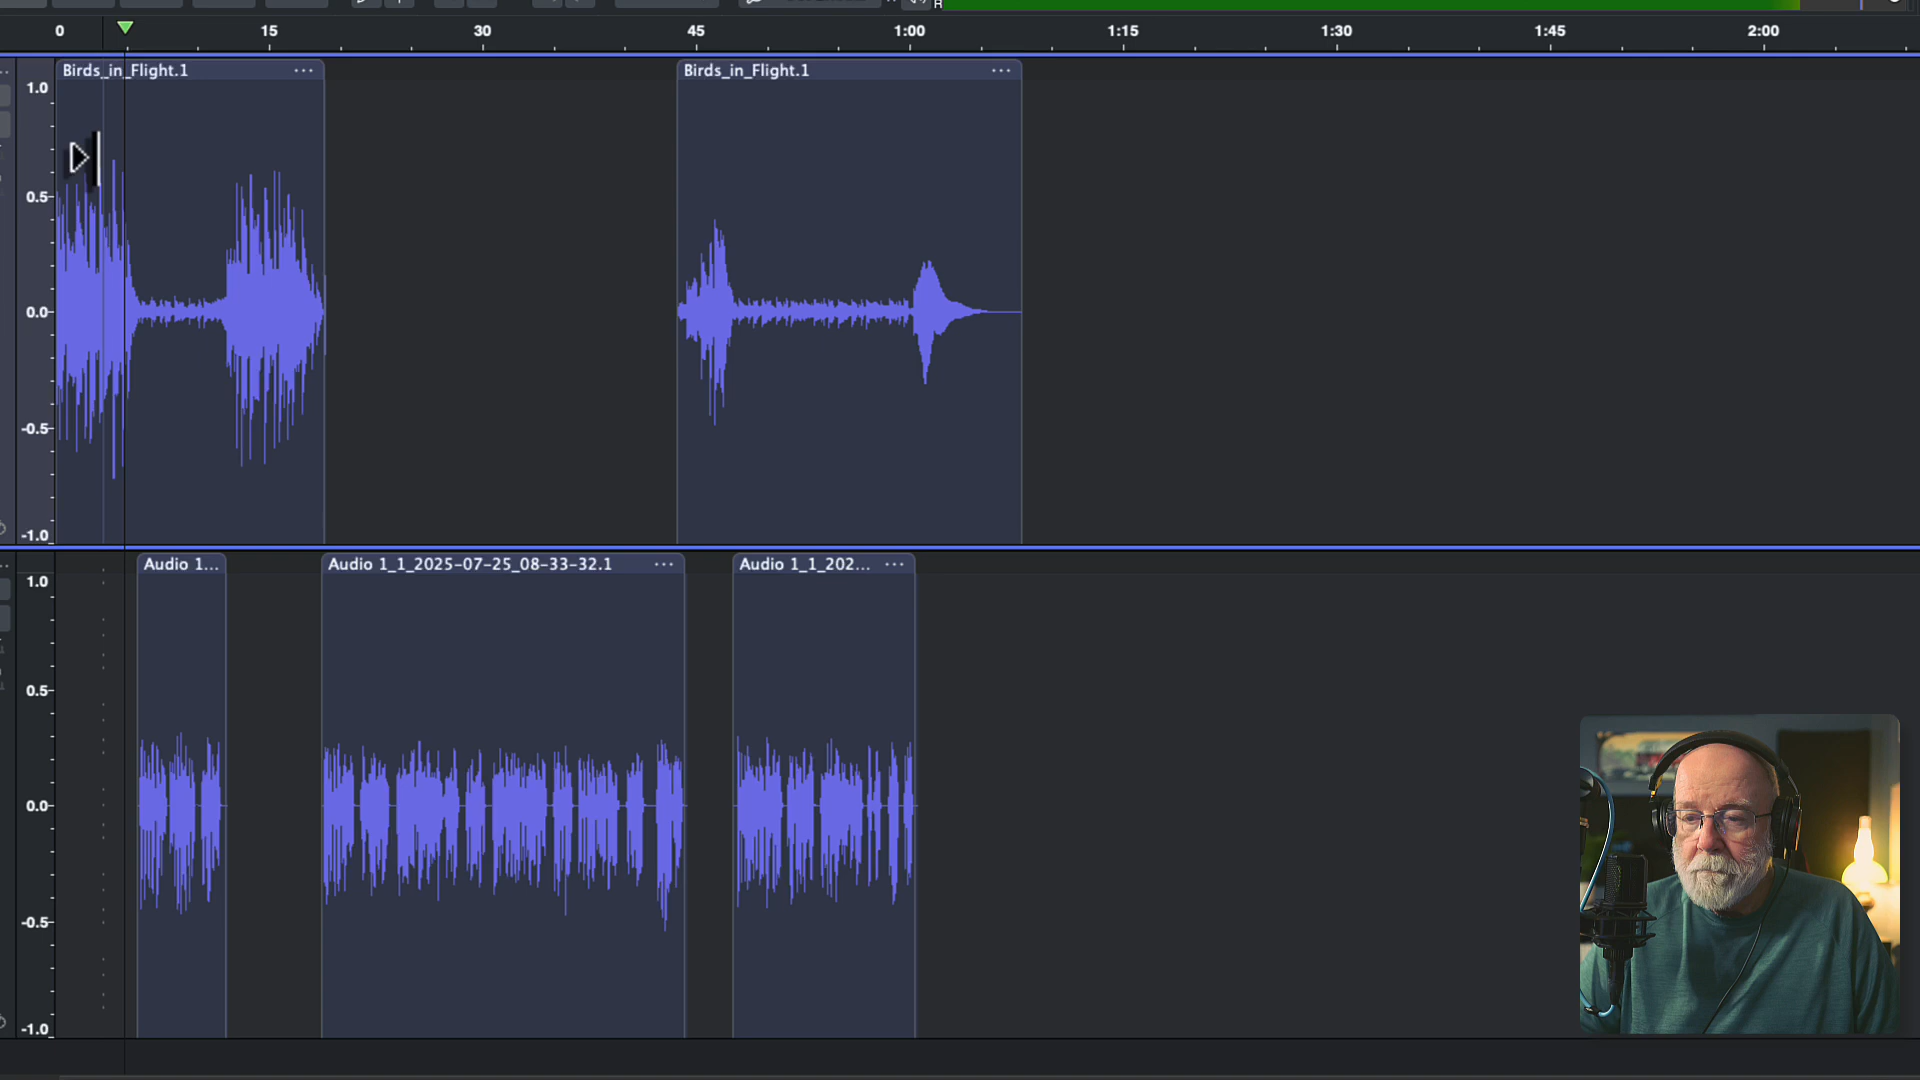 R
0 15 30 45 1:00 1:15 1:30 1:45 2:00
Birds_in_Flight.1 ... Birds_in_Flight.1 ...
1.0
0.5
0.0
-0.5
-1.0
Audio 1... Audio 1_1_2025-07-25_08-33-32.1 ... Audio 1_1_202... ...
1.0
0.5
0.0
-0.5
-1.0